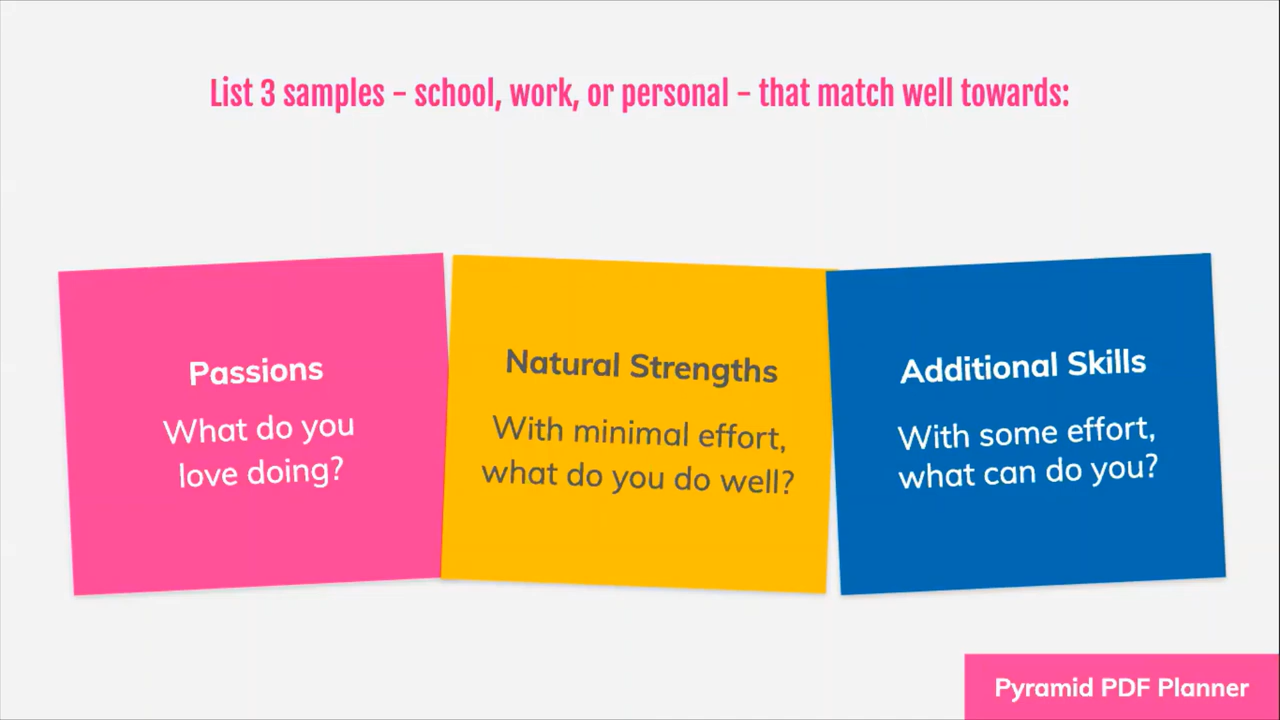 List 3 samples - school, work, or personal - that match well towards:
Passions
What do you
love doing?
Natural Strengths
With minimal effort,
what do you do well?
Additional Skills
With some effort,
what can do you?
Pyramid PDF Planner